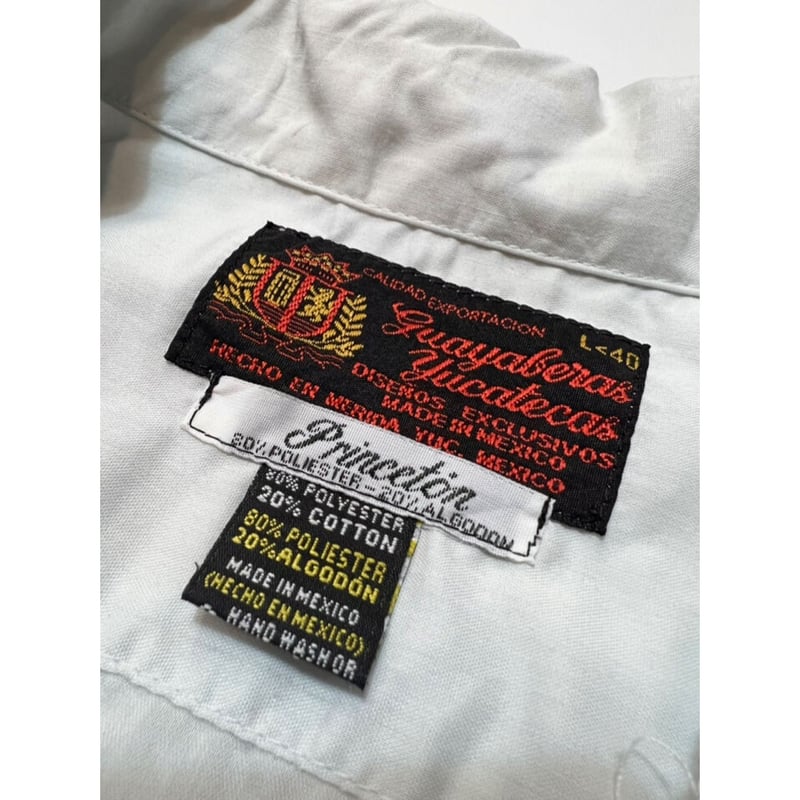 CALIDAD EXPORTACION
L<40
Guayaberas
Yucatecas
DISEÑOS EXCLUSIVOS
MADE IN MEXICO
HECHO EN MERIDA, YUC. MEXICO
Princeton
80% POLIESTER - 20% ALGODON
80% POLYESTER
20% COTTON
80% POLIESTER
20% ALGODÓN
MADE IN MEXICO
(HECHO EN MEXICO)
HAND WASH OR